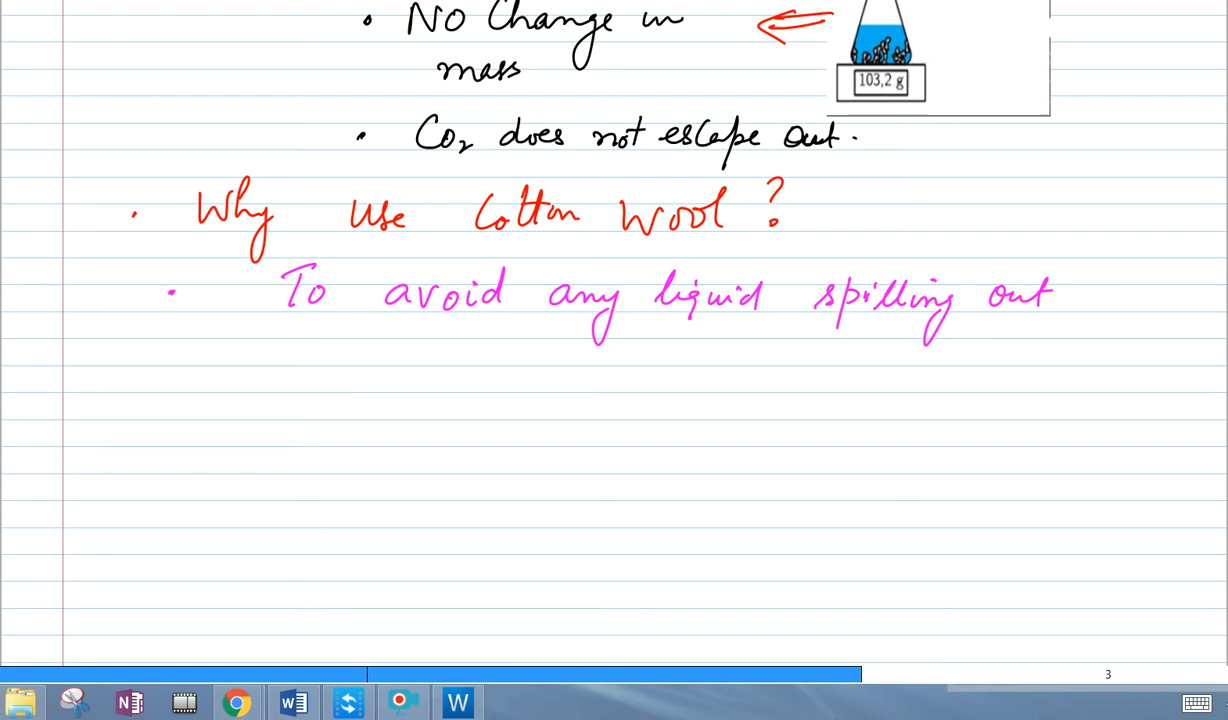 • No Change in
mass
103,2 g
• CO₂ does not escape out.
• Why use Cotton Wool?
• To avoid any liquid spilling out
3